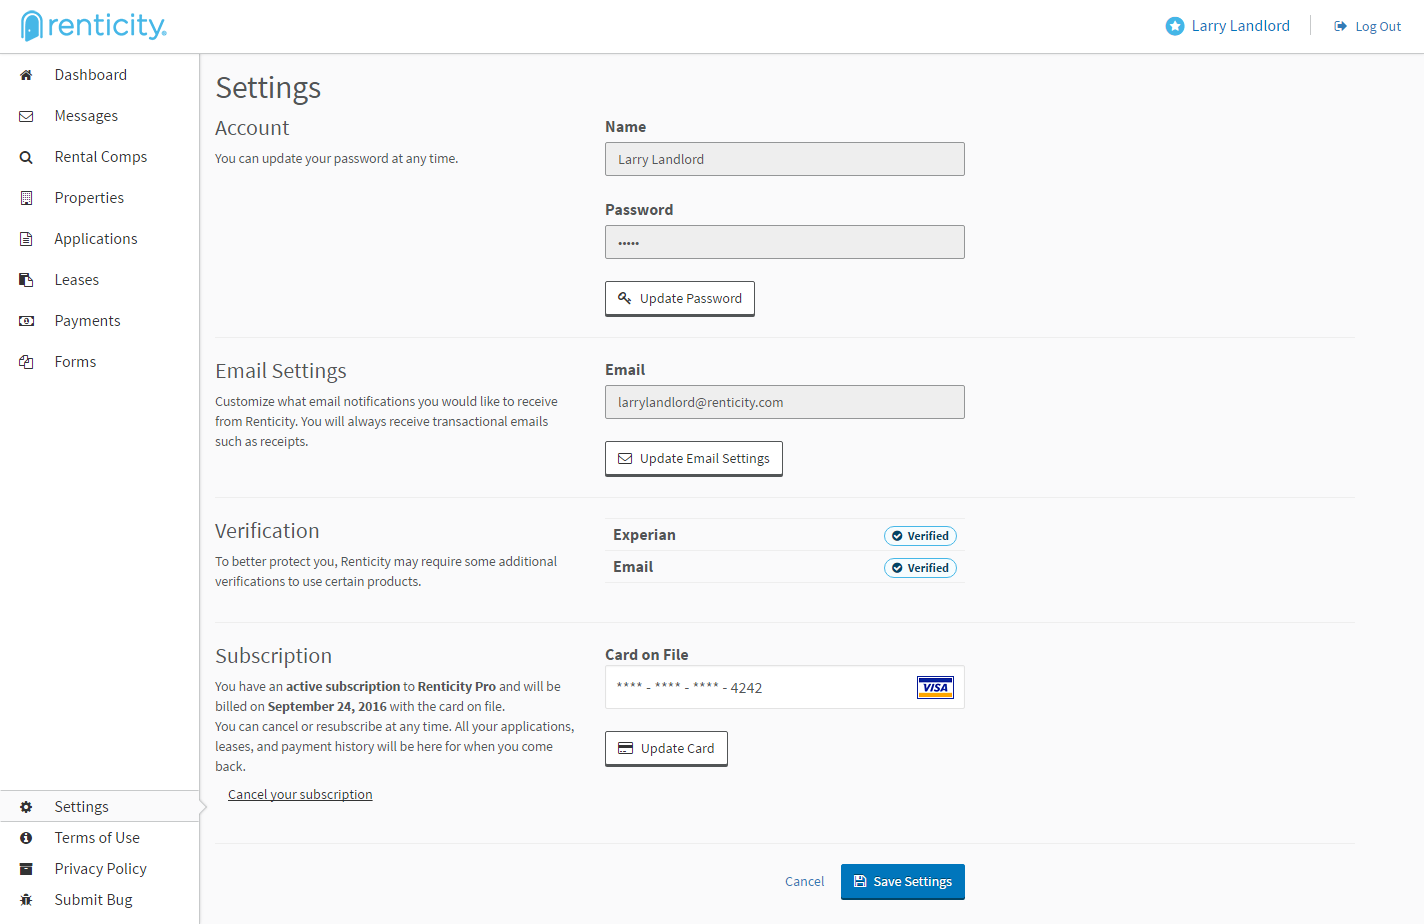 renticity
Larry Landlord
Log Out
Dashboard
Messages
Rental Comps
Properties
Applications
Leases
Payments
Forms
Settings
Terms of Use
Privacy Policy
Submit Bug
Settings
Account
You can update your password at any time.
Name
Larry Landlord
Password
•••••
Update Password
Email Settings
Customize what email notifications you would like to receive
from Renticity. You will always receive transactional emails
such as receipts.
Email
larrylandlord@renticity.com
Update Email Settings
Verification
To better protect you, Renticity may require some additional
verifications to use certain products.
Experian Verified
Email Verified
Subscription
You have an active subscription to Renticity Pro and will be
billed on September 24, 2016 with the card on file.
You can cancel or resubscribe at any time. All your applications,
leases, and payment history will be here for when you come
back.
Cancel your subscription
Card on File
**** - **** - **** - 4242 VISA
Update Card
Cancel
Save Settings